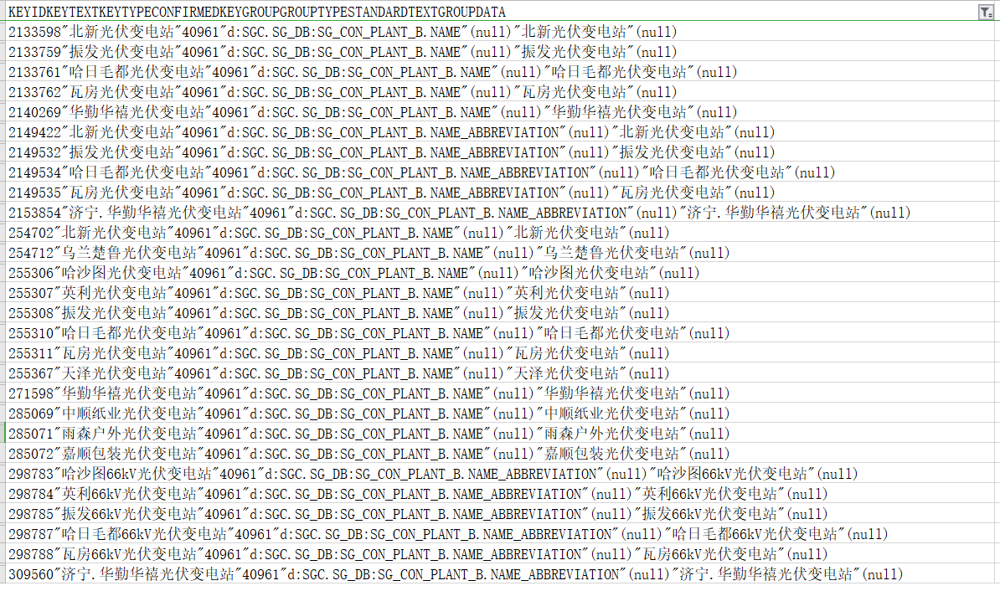 KEYIDKEYTEXTKEYTYPECONFIRMEDKEYGROUPGROUPTYPESTANDARDTEXTGROUPDATA
2133598"北新光伏变电站"40961"d:SGC.SG_DB:SG_CON_PLANT_B.NAME"(null)"北新光伏变电站"(null)
2133759"振发光伏变电站"40961"d:SGC.SG_DB:SG_CON_PLANT_B.NAME"(null)"振发光伏变电站"(null)
2133761"哈日毛都光伏变电站"40961"d:SGC.SG_DB:SG_CON_PLANT_B.NAME"(null)"哈日毛都光伏变电站"(null)
2133762"瓦房光伏变电站"40961"d:SGC.SG_DB:SG_CON_PLANT_B.NAME"(null)"瓦房光伏变电站"(null)
2140269"华勤华禧光伏变电站"40961"d:SGC.SG_DB:SG_CON_PLANT_B.NAME"(null)"华勤华禧光伏变电站"(null)
2149422"北新光伏变电站"40961"d:SGC.SG_DB:SG_CON_PLANT_B.NAME_ABBREVIATION"(null)"北新光伏变电站"(null)
2149532"振发光伏变电站"40961"d:SGC.SG_DB:SG_CON_PLANT_B.NAME_ABBREVIATION"(null)"振发光伏变电站"(null)
2149534"哈日毛都光伏变电站"40961"d:SGC.SG_DB:SG_CON_PLANT_B.NAME_ABBREVIATION"(null)"哈日毛都光伏变电站"(null)
2149535"瓦房光伏变电站"40961"d:SGC.SG_DB:SG_CON_PLANT_B.NAME_ABBREVIATION"(null)"瓦房光伏变电站"(null)
2153854"济宁.华勤华禧光伏变电站"40961"d:SGC.SG_DB:SG_CON_PLANT_B.NAME_ABBREVIATION"(null)"济宁.华勤华禧光伏变电站"(null)
254702"北新光伏变电站"40961"d:SGC.SG_DB:SG_CON_PLANT_B.NAME"(null)"北新光伏变电站"(null)
254712"乌兰楚鲁光伏变电站"40961"d:SGC.SG_DB:SG_CON_PLANT_B.NAME"(null)"乌兰楚鲁光伏变电站"(null)
255306"哈沙图光伏变电站"40961"d:SGC.SG_DB:SG_CON_PLANT_B.NAME"(null)"哈沙图光伏变电站"(null)
255307"英利光伏变电站"40961"d:SGC.SG_DB:SG_CON_PLANT_B.NAME"(null)"英利光伏变电站"(null)
255308"振发光伏变电站"40961"d:SGC.SG_DB:SG_CON_PLANT_B.NAME"(null)"振发光伏变电站"(null)
255310"哈日毛都光伏变电站"40961"d:SGC.SG_DB:SG_CON_PLANT_B.NAME"(null)"哈日毛都光伏变电站"(null)
255311"瓦房光伏变电站"40961"d:SGC.SG_DB:SG_CON_PLANT_B.NAME"(null)"瓦房光伏变电站"(null)
255367"天泽光伏变电站"40961"d:SGC.SG_DB:SG_CON_PLANT_B.NAME"(null)"天泽光伏变电站"(null)
271598"华勤华禧光伏变电站"40961"d:SGC.SG_DB:SG_CON_PLANT_B.NAME"(null)"华勤华禧光伏变电站"(null)
285069"中顺纸业光伏变电站"40961"d:SGC.SG_DB:SG_CON_PLANT_B.NAME"(null)"中顺纸业光伏变电站"(null)
285071"雨森户外光伏变电站"40961"d:SGC.SG_DB:SG_CON_PLANT_B.NAME"(null)"雨森户外光伏变电站"(null)
285072"嘉顺包装光伏变电站"40961"d:SGC.SG_DB:SG_CON_PLANT_B.NAME"(null)"嘉顺包装光伏变电站"(null)
298783"哈沙图66kV光伏变电站"40961"d:SGC.SG_DB:SG_CON_PLANT_B.NAME_ABBREVIATION"(null)"哈沙图66kV光伏变电站"(null)
298784"英利66kV光伏变电站"40961"d:SGC.SG_DB:SG_CON_PLANT_B.NAME_ABBREVIATION"(null)"英利66kV光伏变电站"(null)
298785"振发66kV光伏变电站"40961"d:SGC.SG_DB:SG_CON_PLANT_B.NAME_ABBREVIATION"(null)"振发66kV光伏变电站"(null)
298787"哈日毛都66kV光伏变电站"40961"d:SGC.SG_DB:SG_CON_PLANT_B.NAME_ABBREVIATION"(null)"哈日毛都66kV光伏变电站"(null)
298788"瓦房66kV光伏变电站"40961"d:SGC.SG_DB:SG_CON_PLANT_B.NAME_ABBREVIATION"(null)"瓦房66kV光伏变电站"(null)
309560"济宁.华勤华禧光伏变电站"40961"d:SGC.SG_DB:SG_CON_PLANT_B.NAME_ABBREVIATION"(null)"济宁.华勤华禧光伏变电站"(null)